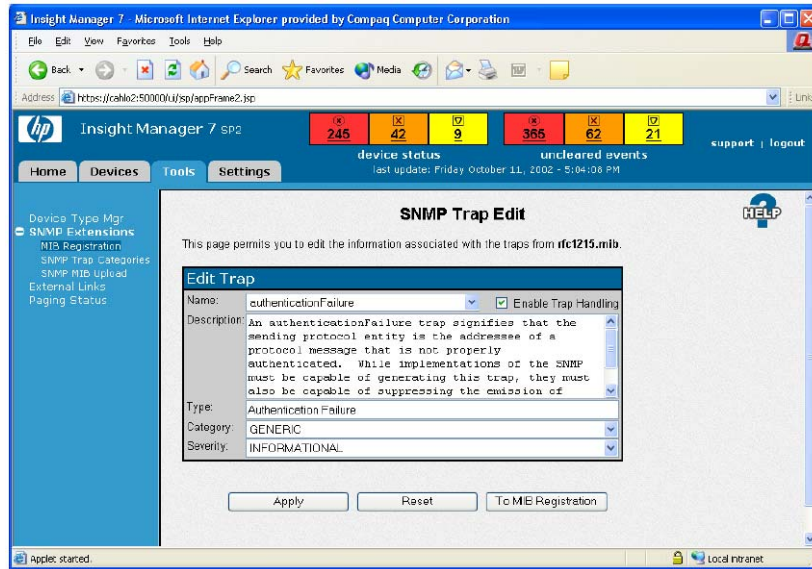 Insight Manager 7 - Microsoft Internet Explorer provided by Compaq Computer Corporation
File Edit View Favorites Tools Help
Back Search Favorites Media
Address https://cahlo2:50000/ui/jsp/appFrame2.jsp Links
hp Insight Manager 7 SP2
245 42 9 365 62 21
device status uncleared events
last update: Friday October 11, 2002 - 5:04:08 PM
support | logout
Home Devices Tools Settings
Device Type Mgr
SNMP Extensions
MIB Registration
SNMP Trap Categories
SNMP MIB Upload
External Links
Paging Status
SNMP Trap Edit
HELP
This page permits you to edit the information associated with the traps from rfc1215.mib.
Edit Trap
Name: authenticationFailure Enable Trap Handling
Description: An authenticationFailure trap signifies that the
sending protocol entity is the addressee of a
protocol message that is not properly
authenticated. While implementations of the SNMP
must be capable of generating this trap, they must
also be capable of suppressing the emission of
Type: Authentication Failure
Category: GENERIC
Severity: INFORMATIONAL
Apply Reset To MIB Registration
Applet started. Local intranet